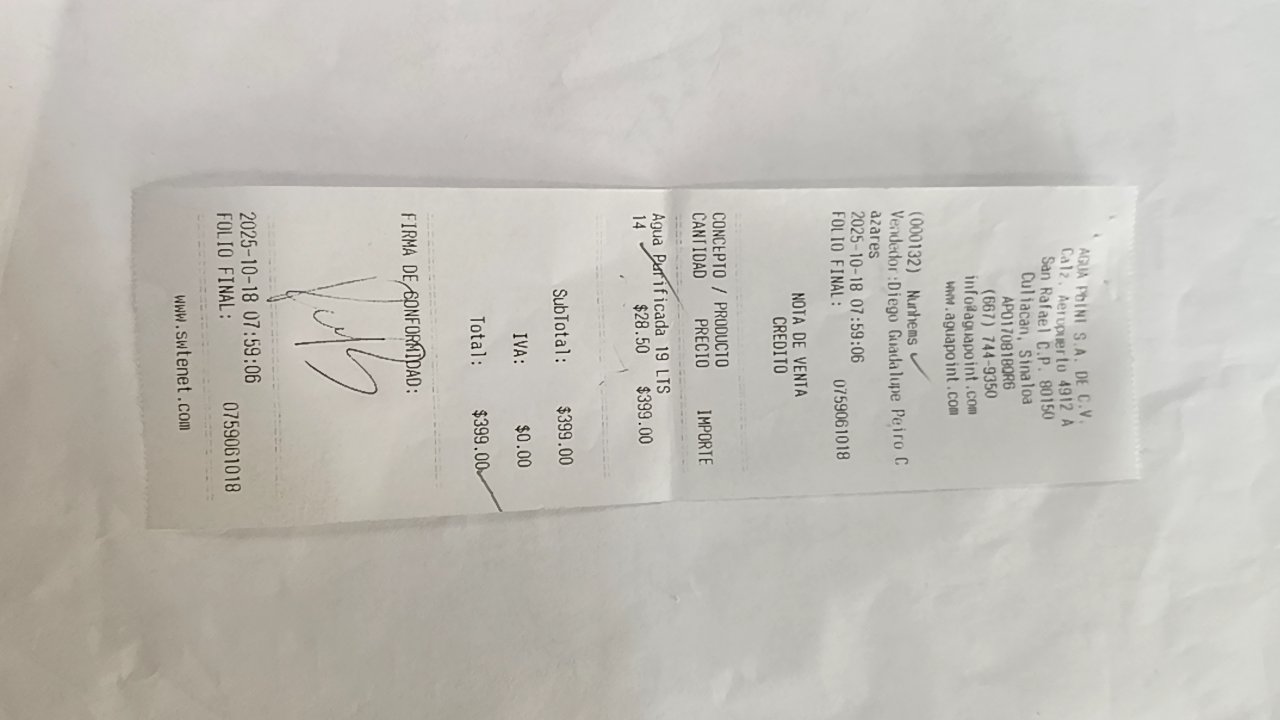 AGUA POINT S.A. DE C.V.
Calz. Aeropuerto 4912 A
San Rafael C.P. 80150
Culiacan, Sinaloa
APO170818QR6
(667) 744-9350
info@aguapoint.com
www.aguapoint.com
(000132) Nunhems
Vendedor:Diego Guadalupe Peiro C
azares
2025-10-18 07:59:06
FOLIO FINAL: 0759061018
NOTA DE VENTA
CREDITO
CONCEPTO / PRODUCTO
CANTIDAD PRECIO IMPORTE
Agua Purificada 19 LTS
14 $28.50 $399.00
SubTotal: $399.00
IVA: $0.00
Total: $399.00
FIRMA DE CONFORMIDAD:
2025-10-18 07:59:06
FOLIO FINAL: 0759061018
www.swtenet.com